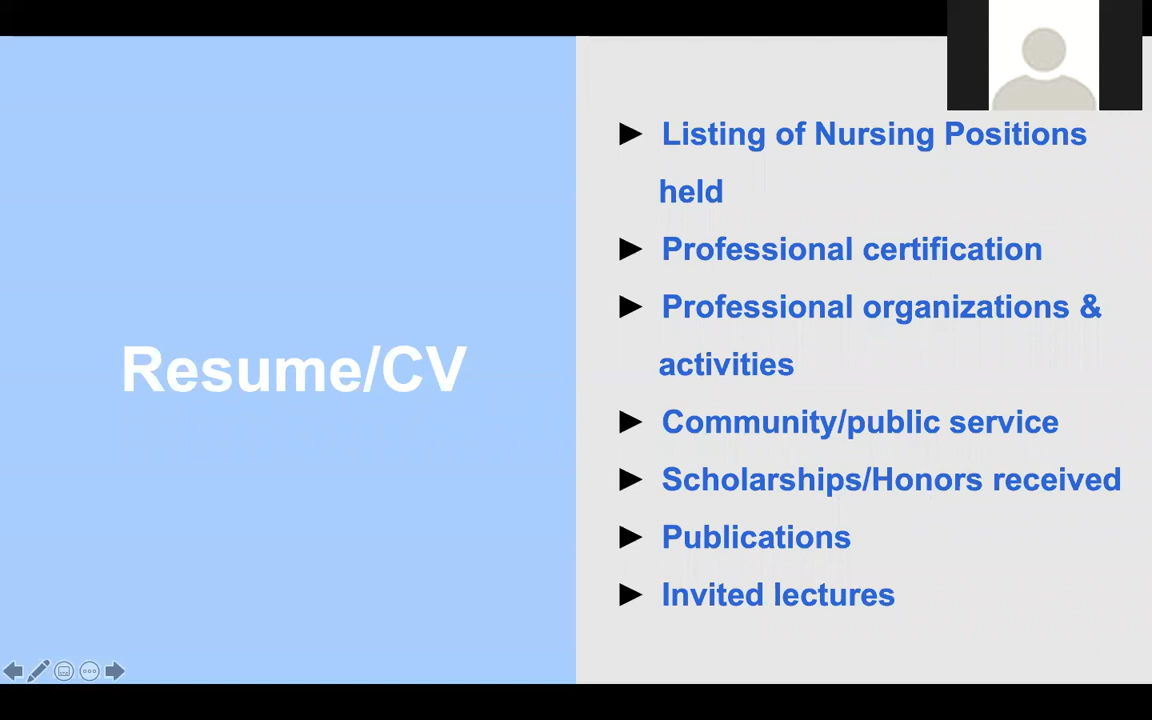 Resume/CV
► Listing of Nursing Positions
held
► Professional certification
► Professional organizations &
activities
► Community/public service
► Scholarships/Honors received
► Publications
► Invited lectures